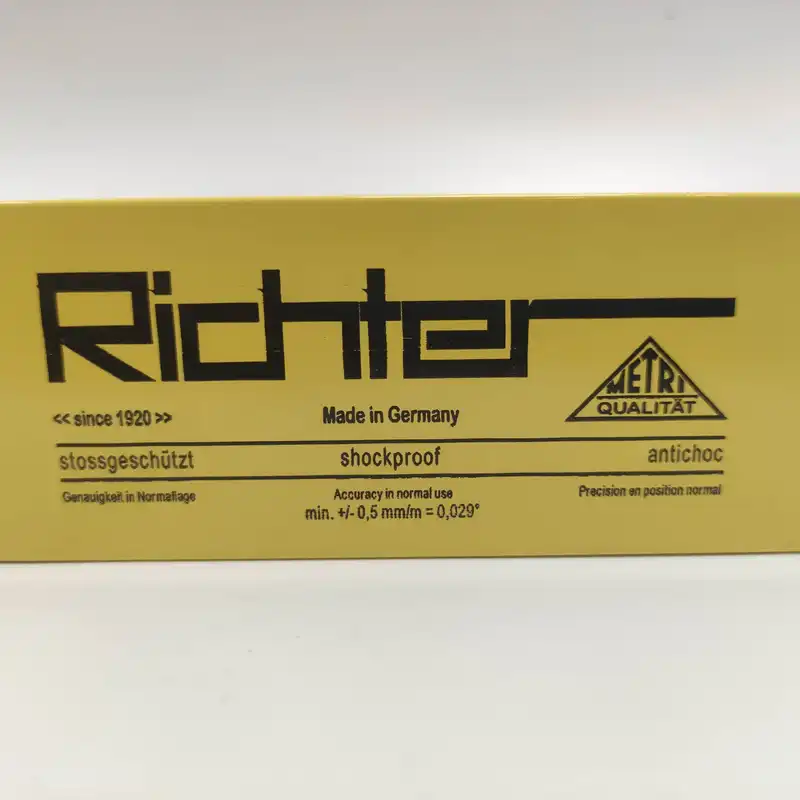 Richter
METRI
QUALITÄT
<< since 1920 >>
Made in Germany
stossgeschützt
shockproof
antichoc
Genauigkeit in Normallage
Accuracy in normal use
Precision en position normal
min. +/- 0,5 mm/m = 0,029°